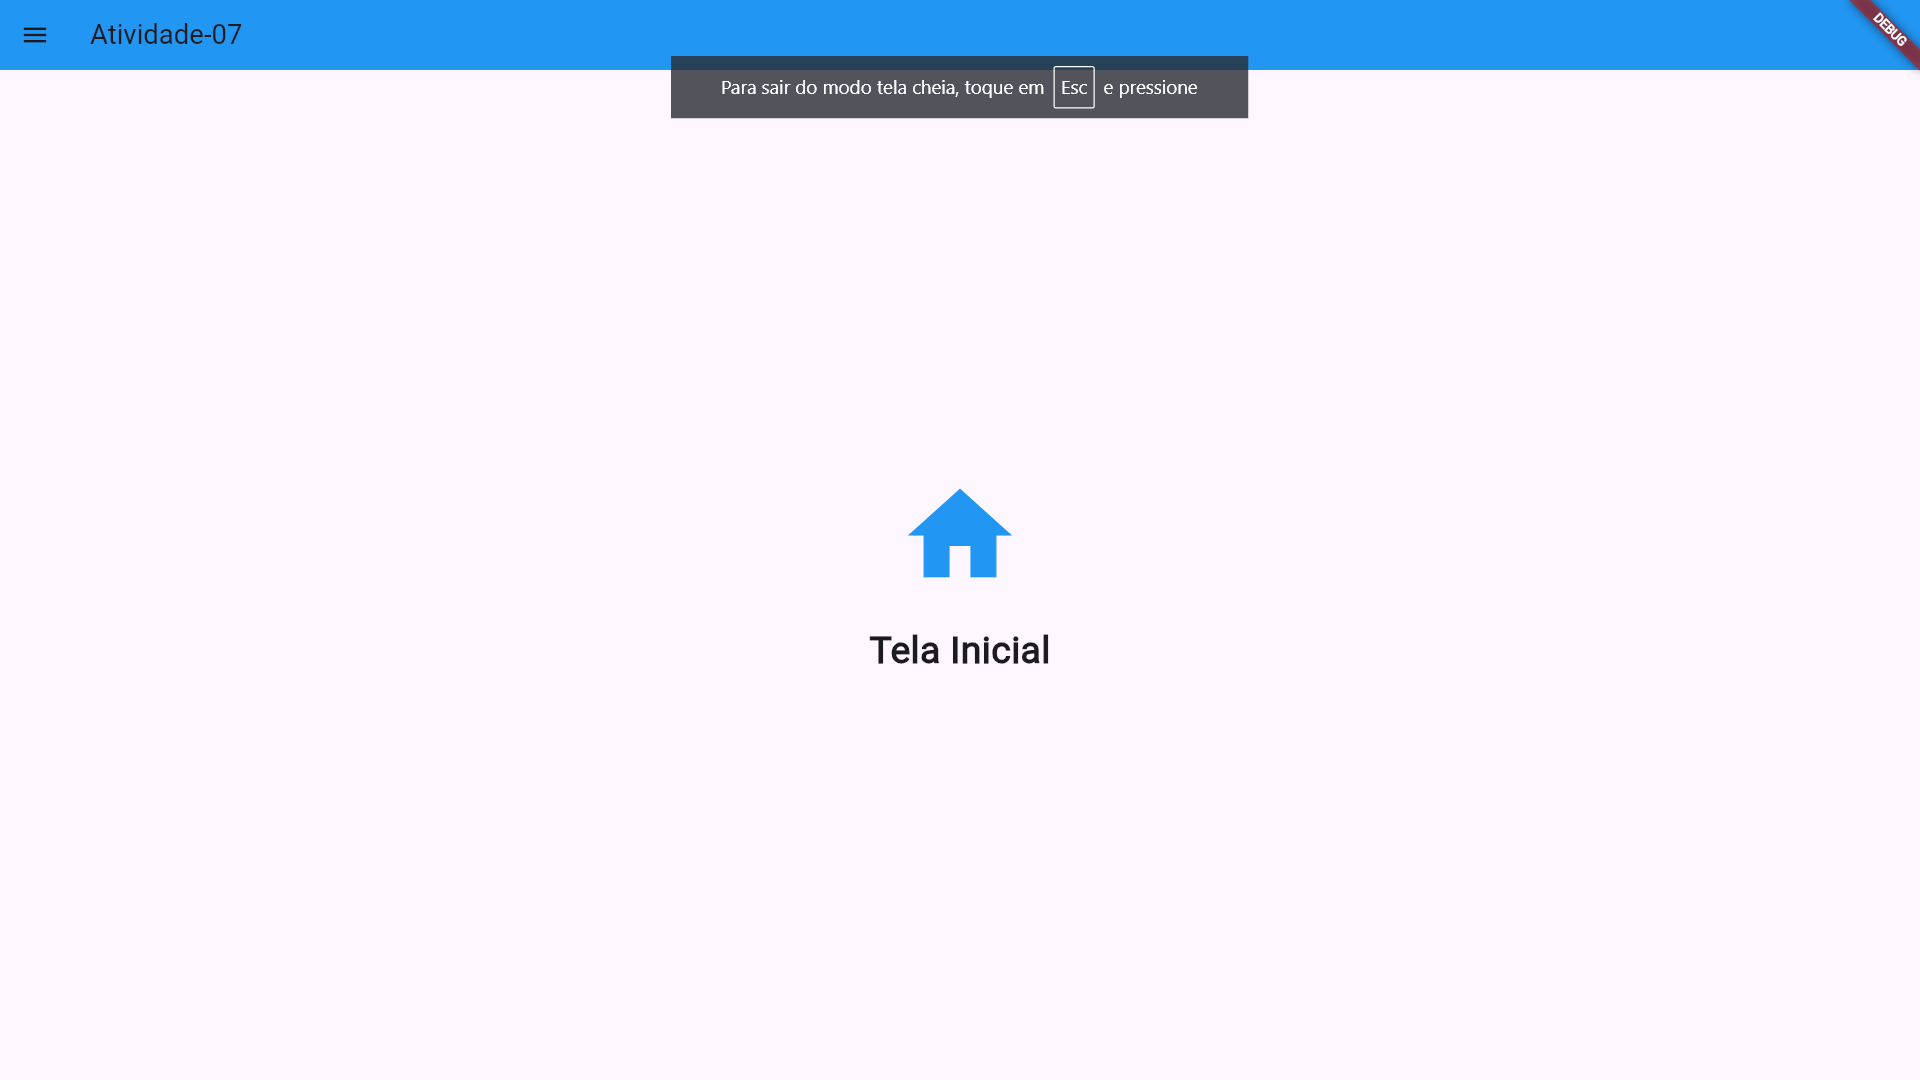 Atividade-07
DEBUG
Para sair do modo tela cheia, toque em Esc e pressione
Tela Inicial